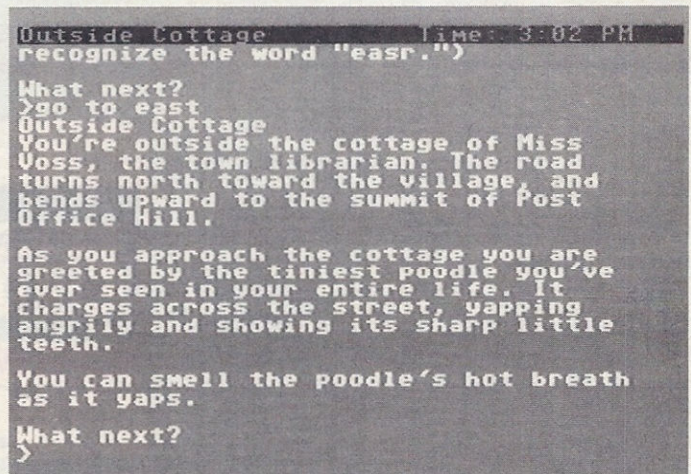 Outside Cottage Time: 3:02 PM
recognize the word "easr.")
What next?
>go to east
Outside Cottage
You're outside the cottage of Miss
Voss, the town librarian. The road
turns north toward the village, and
bends upward to the summit of Post
Office Hill.
As you approach the cottage you are
greeted by the tiniest poodle you've
ever seen in your entire life. It
charges across the street, yapping
angrily and showing its sharp little
teeth.
You can smell the poodle's hot breath
as it yaps.
What next?
>